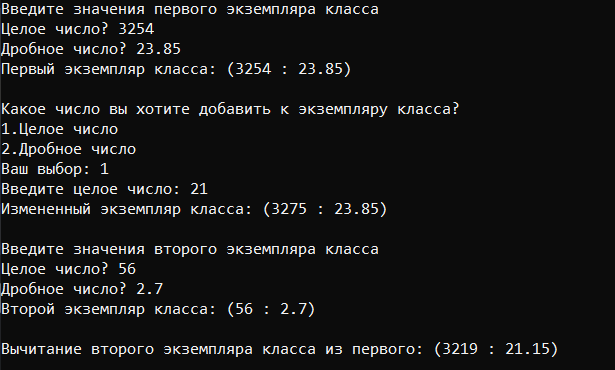 Введите значения первого экземпляра класса
Целое число? 3254
Дробное число? 23.85
Первый экземпляр класса: (3254 : 23.85)
Какое число вы хотите добавить к экземпляру класса?
1.Целое число
2.Дробное число
Ваш выбор: 1
Введите целое число: 21
Измененный экземпляр класса: (3275 : 23.85)
Введите значения второго экземпляра класса
Целое число? 56
Дробное число? 2.7
Второй экземпляр класса: (56 : 2.7)
Вычитание второго экземпляра класса из первого: (3219 : 21.15)